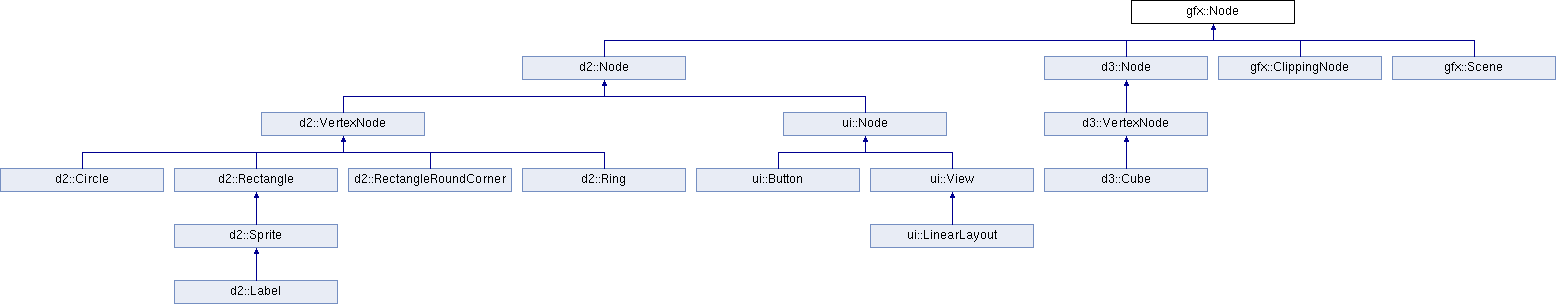 gfx::Node
d2::Node
d3::Node
gfx::ClippingNode
gfx::Scene
d2::VertexNode
ui::Node
d3::VertexNode
d2::Circle
d2::Rectangle
d2::RectangleRoundCorner
d2::Ring
ui::Button
ui::View
d3::Cube
d2::Sprite
ui::LinearLayout
d2::Label